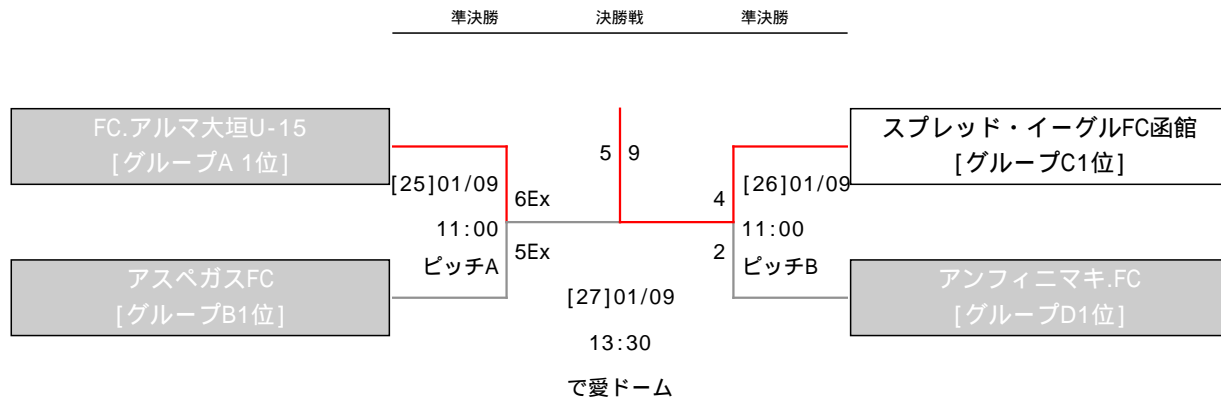 準決勝 決勝戦 準決勝
FC.アルマ大垣U-15
[グループA 1位]
スプレッド・イーグルFC函館
[グループC1位]
5 9
[25]01/09
6Ex
4
[26]01/09
11:00
11:00
5Ex
2
ピッチA
ピッチB
アスペガスFC
[グループB1位]
アンフィニマキ.FC
[グループD1位]
[27]01/09
13:30
で愛ドーム